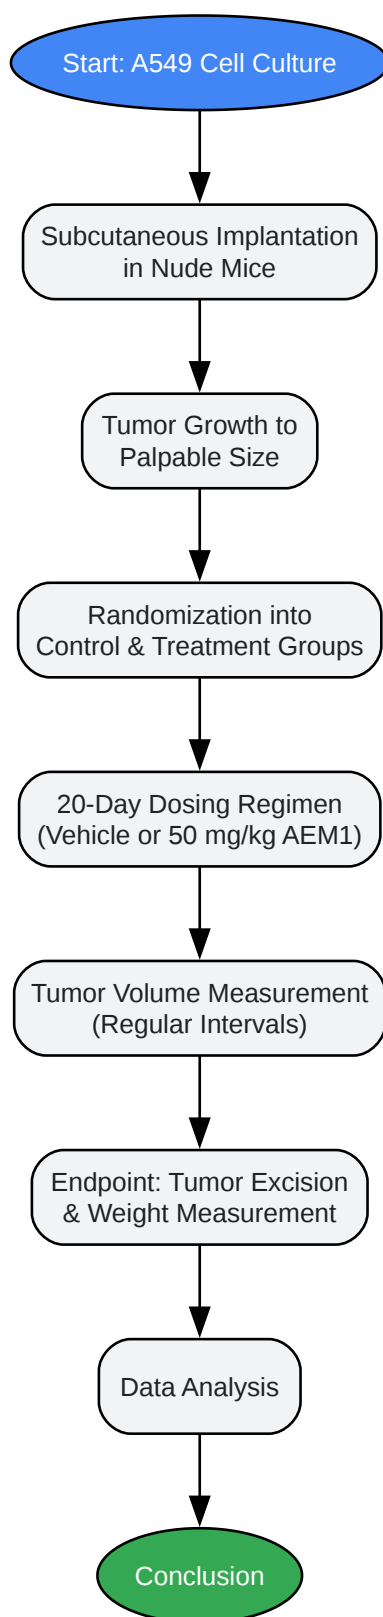 Start: A549 Cell Culture
Subcutaneous Implantation
in Nude Mice
Tumor Growth to
Palpable Size
Randomization into
Control & Treatment Groups
20-Day Dosing Regimen
(Vehicle or 50 mg/kg AEM1)
Tumor Volume Measurement
(Regular Intervals)
Endpoint: Tumor Excision
& Weight Measurement
Data Analysis
Conclusion